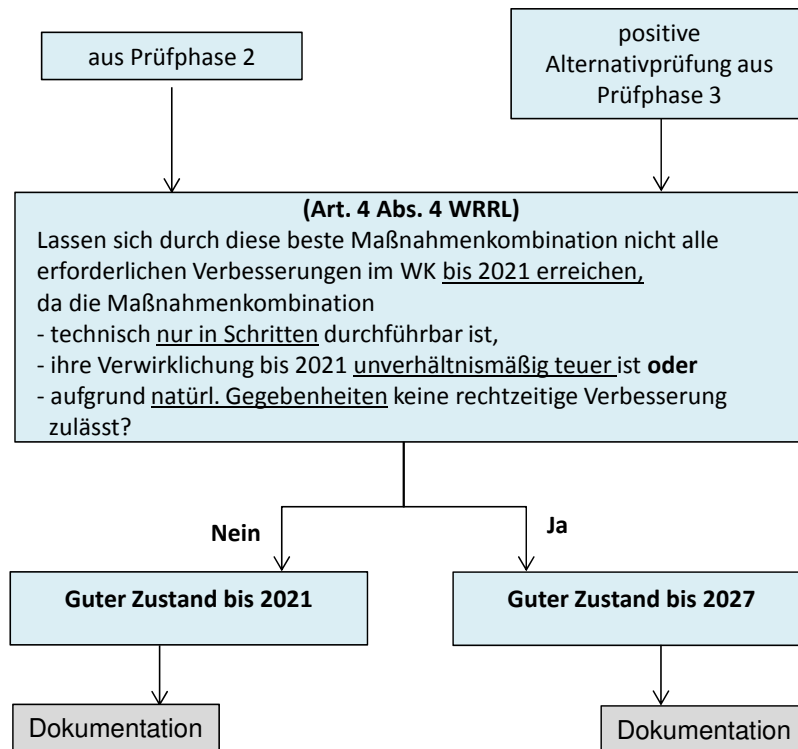 aus Prüfphase 2
positive
Alternativprüfung aus
Prüfphase 3
(Art. 4 Abs. 4 WRRL)
Lassen sich durch diese beste Maßnahmenkombination nicht alle
erforderlichen Verbesserungen im WK bis 2021 erreichen,
da die Maßnahmenkombination
- technisch nur in Schritten durchführbar ist,
- ihre Verwirklichung bis 2021 unverhältnismäßig teuer ist oder
- aufgrund natürl. Gegebenheiten keine rechtzeitige Verbesserung
zulässt?
Nein
Ja
Guter Zustand bis 2021
Guter Zustand bis 2027
Dokumentation
Dokumentation